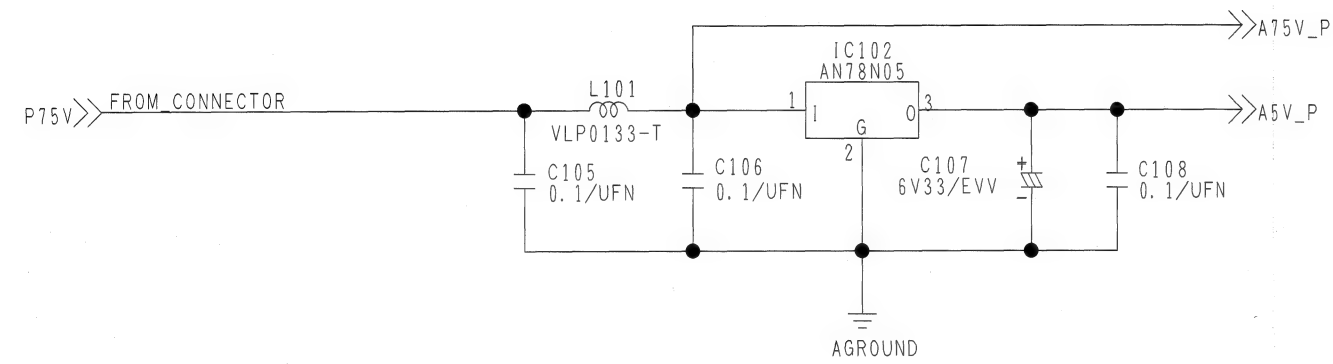 A75V_P
IC102
AN78N05
P75V
FROM_CONNECTOR
L101
VLP0133-T
1
I
G
O
3
2
A5V_P
C105
0.1/UFN
C106
0.1/UFN
C107
6V33/EVV
+
-
C108
0.1/UFN
AGROUND